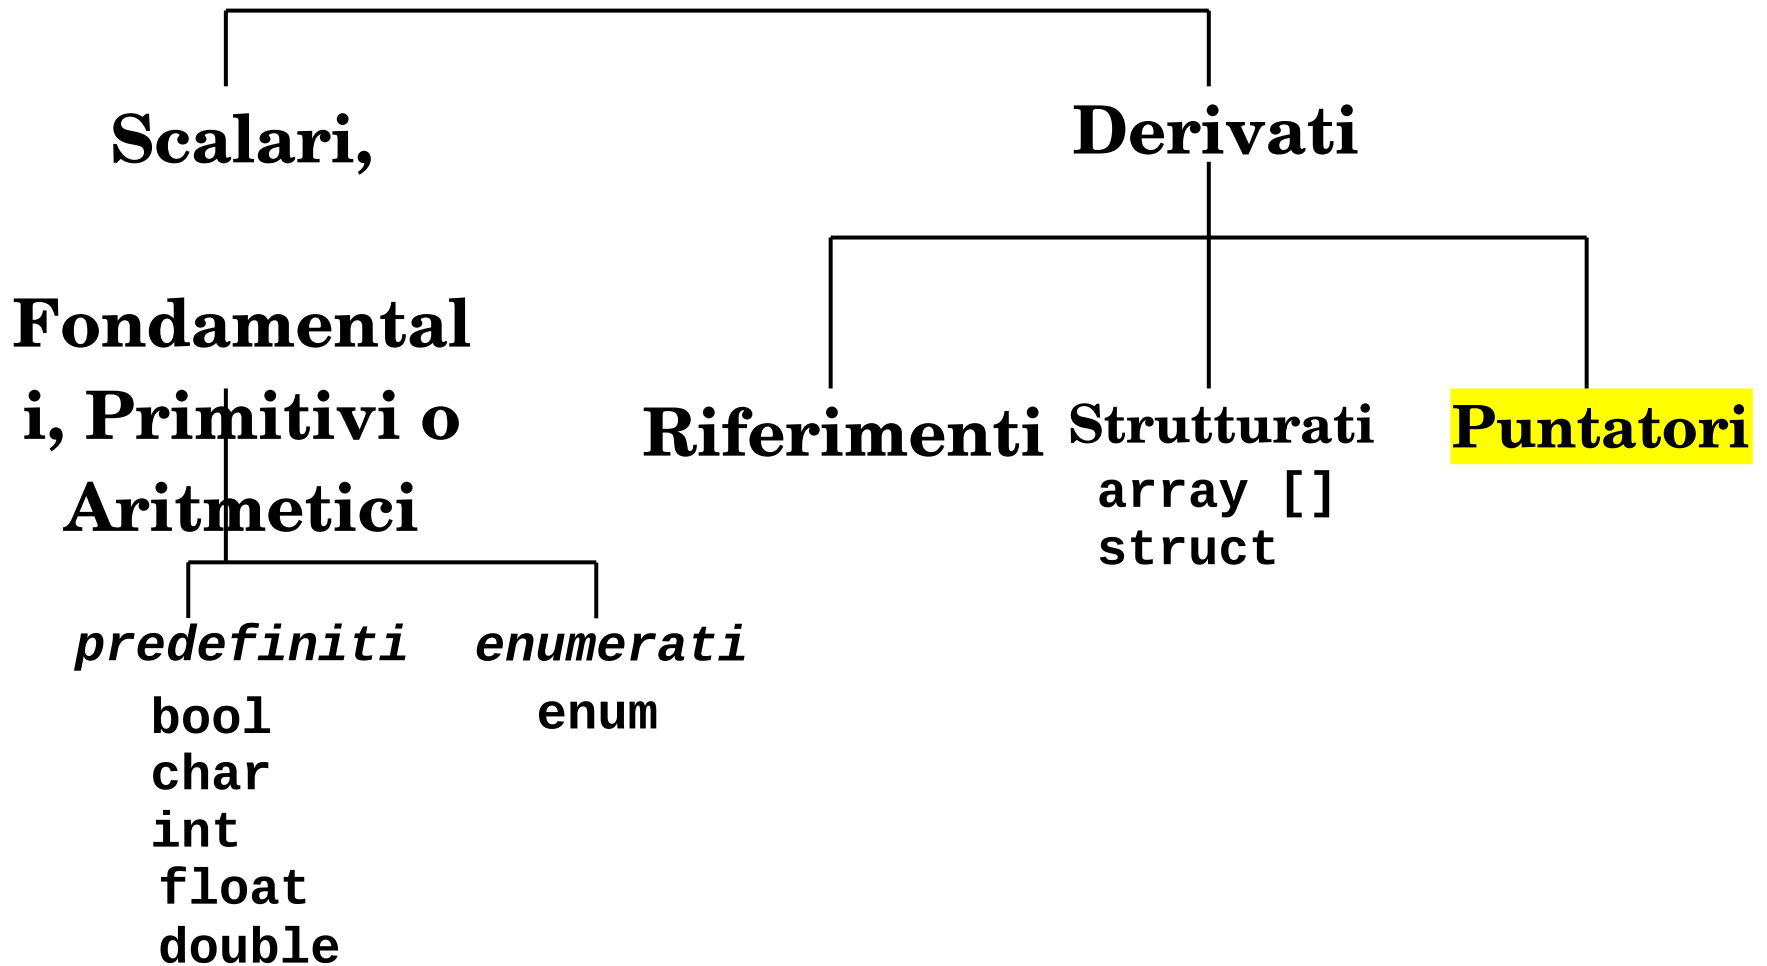 Scalari,
Derivati
Fondamental
i, Primitivi o
Aritmetici
Riferimenti
Strutturati
array []
struct
Puntatori
predefiniti
bool
char
int
float
double
enumerati
enum